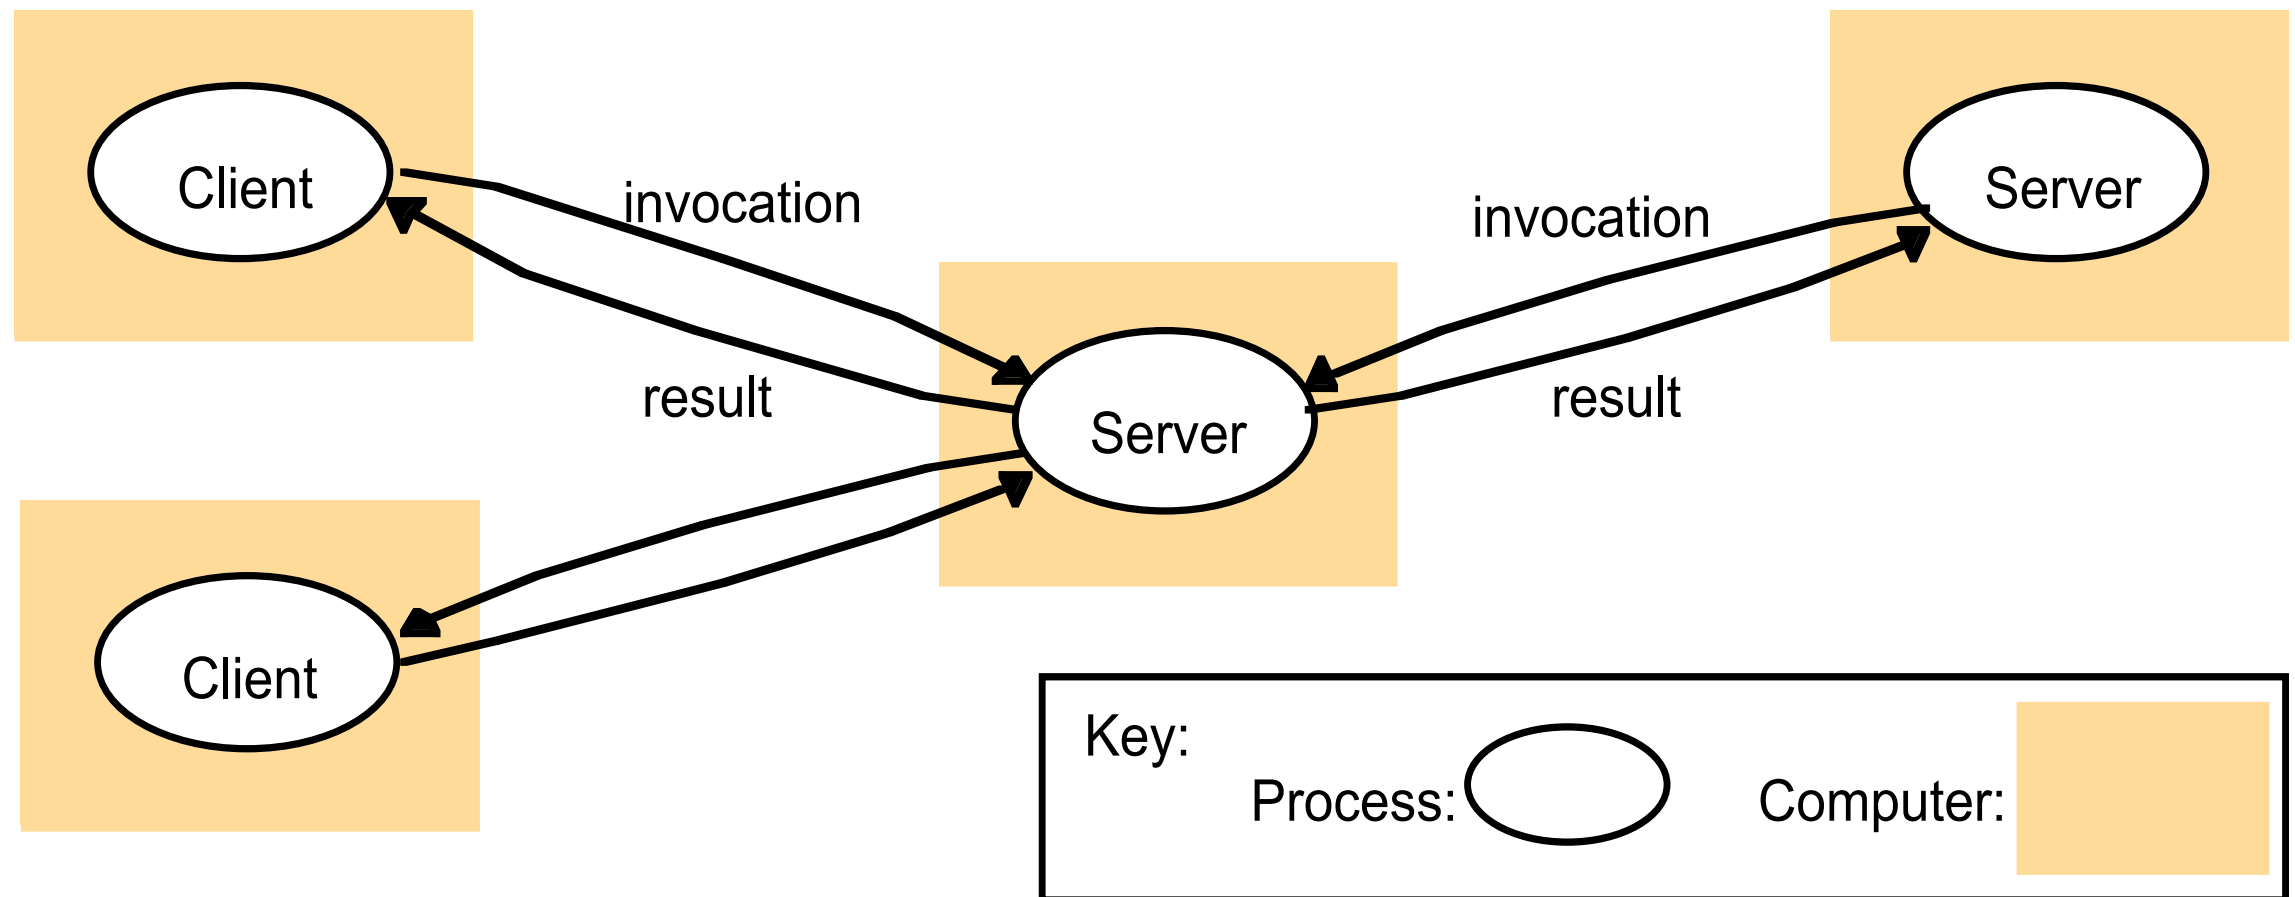 Client
invocation
invocation
Server
result
Server
result
Client
Key:
Process:
Computer: